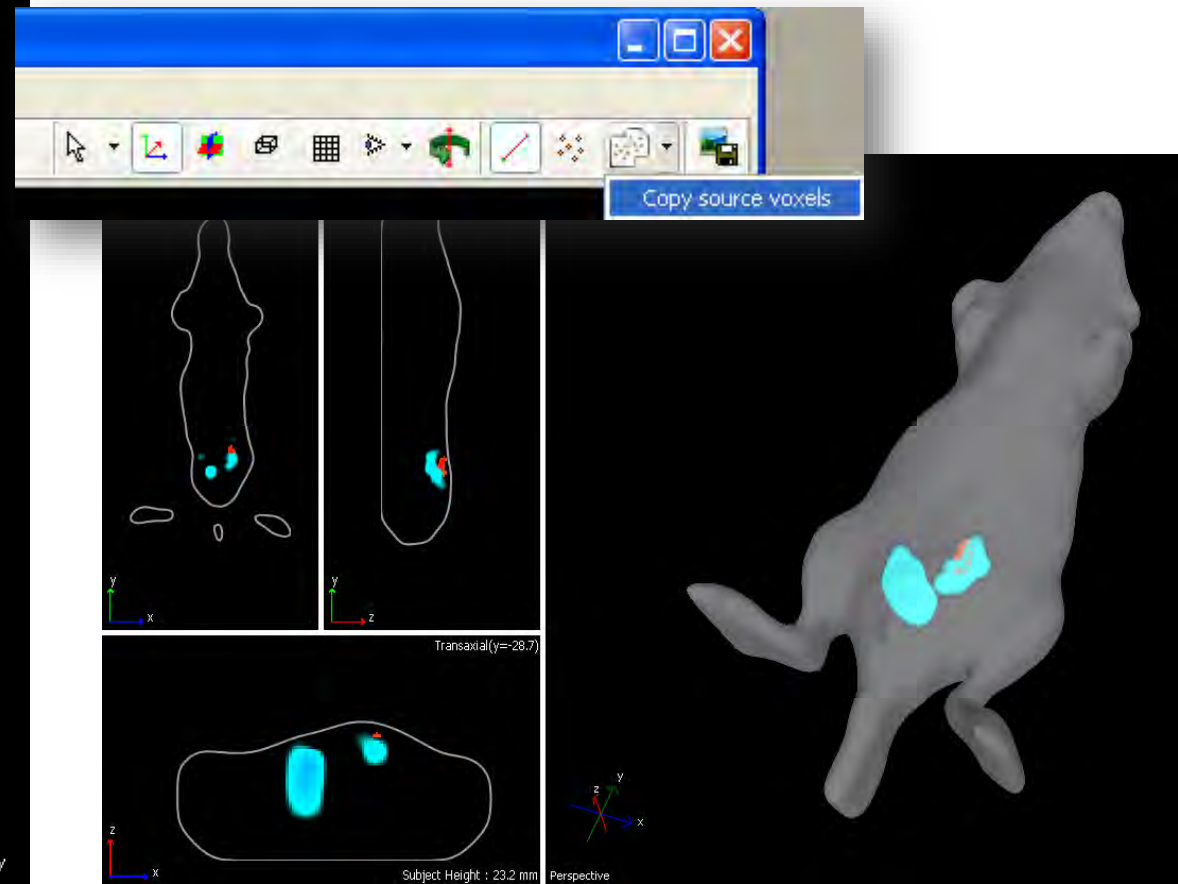 Copy source voxels
y
x
y
z
Transaxial(y=-28.7)
z
x
Subject Height : 23.2 mm
y
z
x
Perspective
y